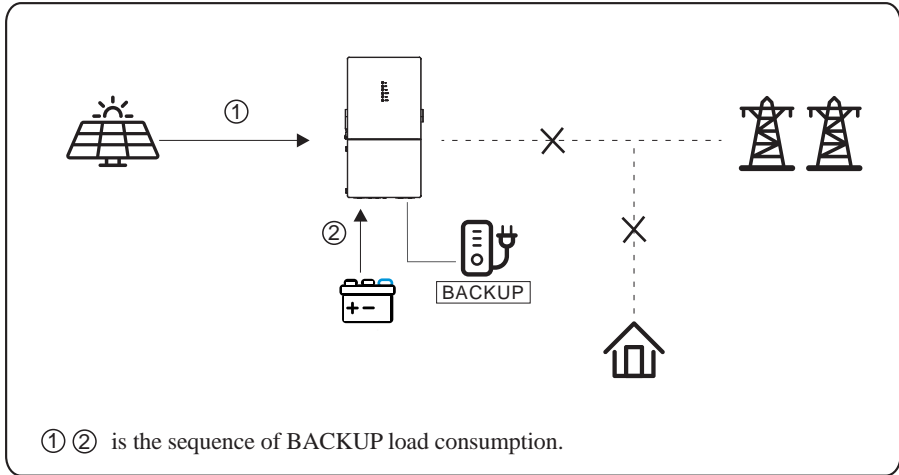 ①
②
+ −
BACKUP
① ② is the sequence of BACKUP load consumption.